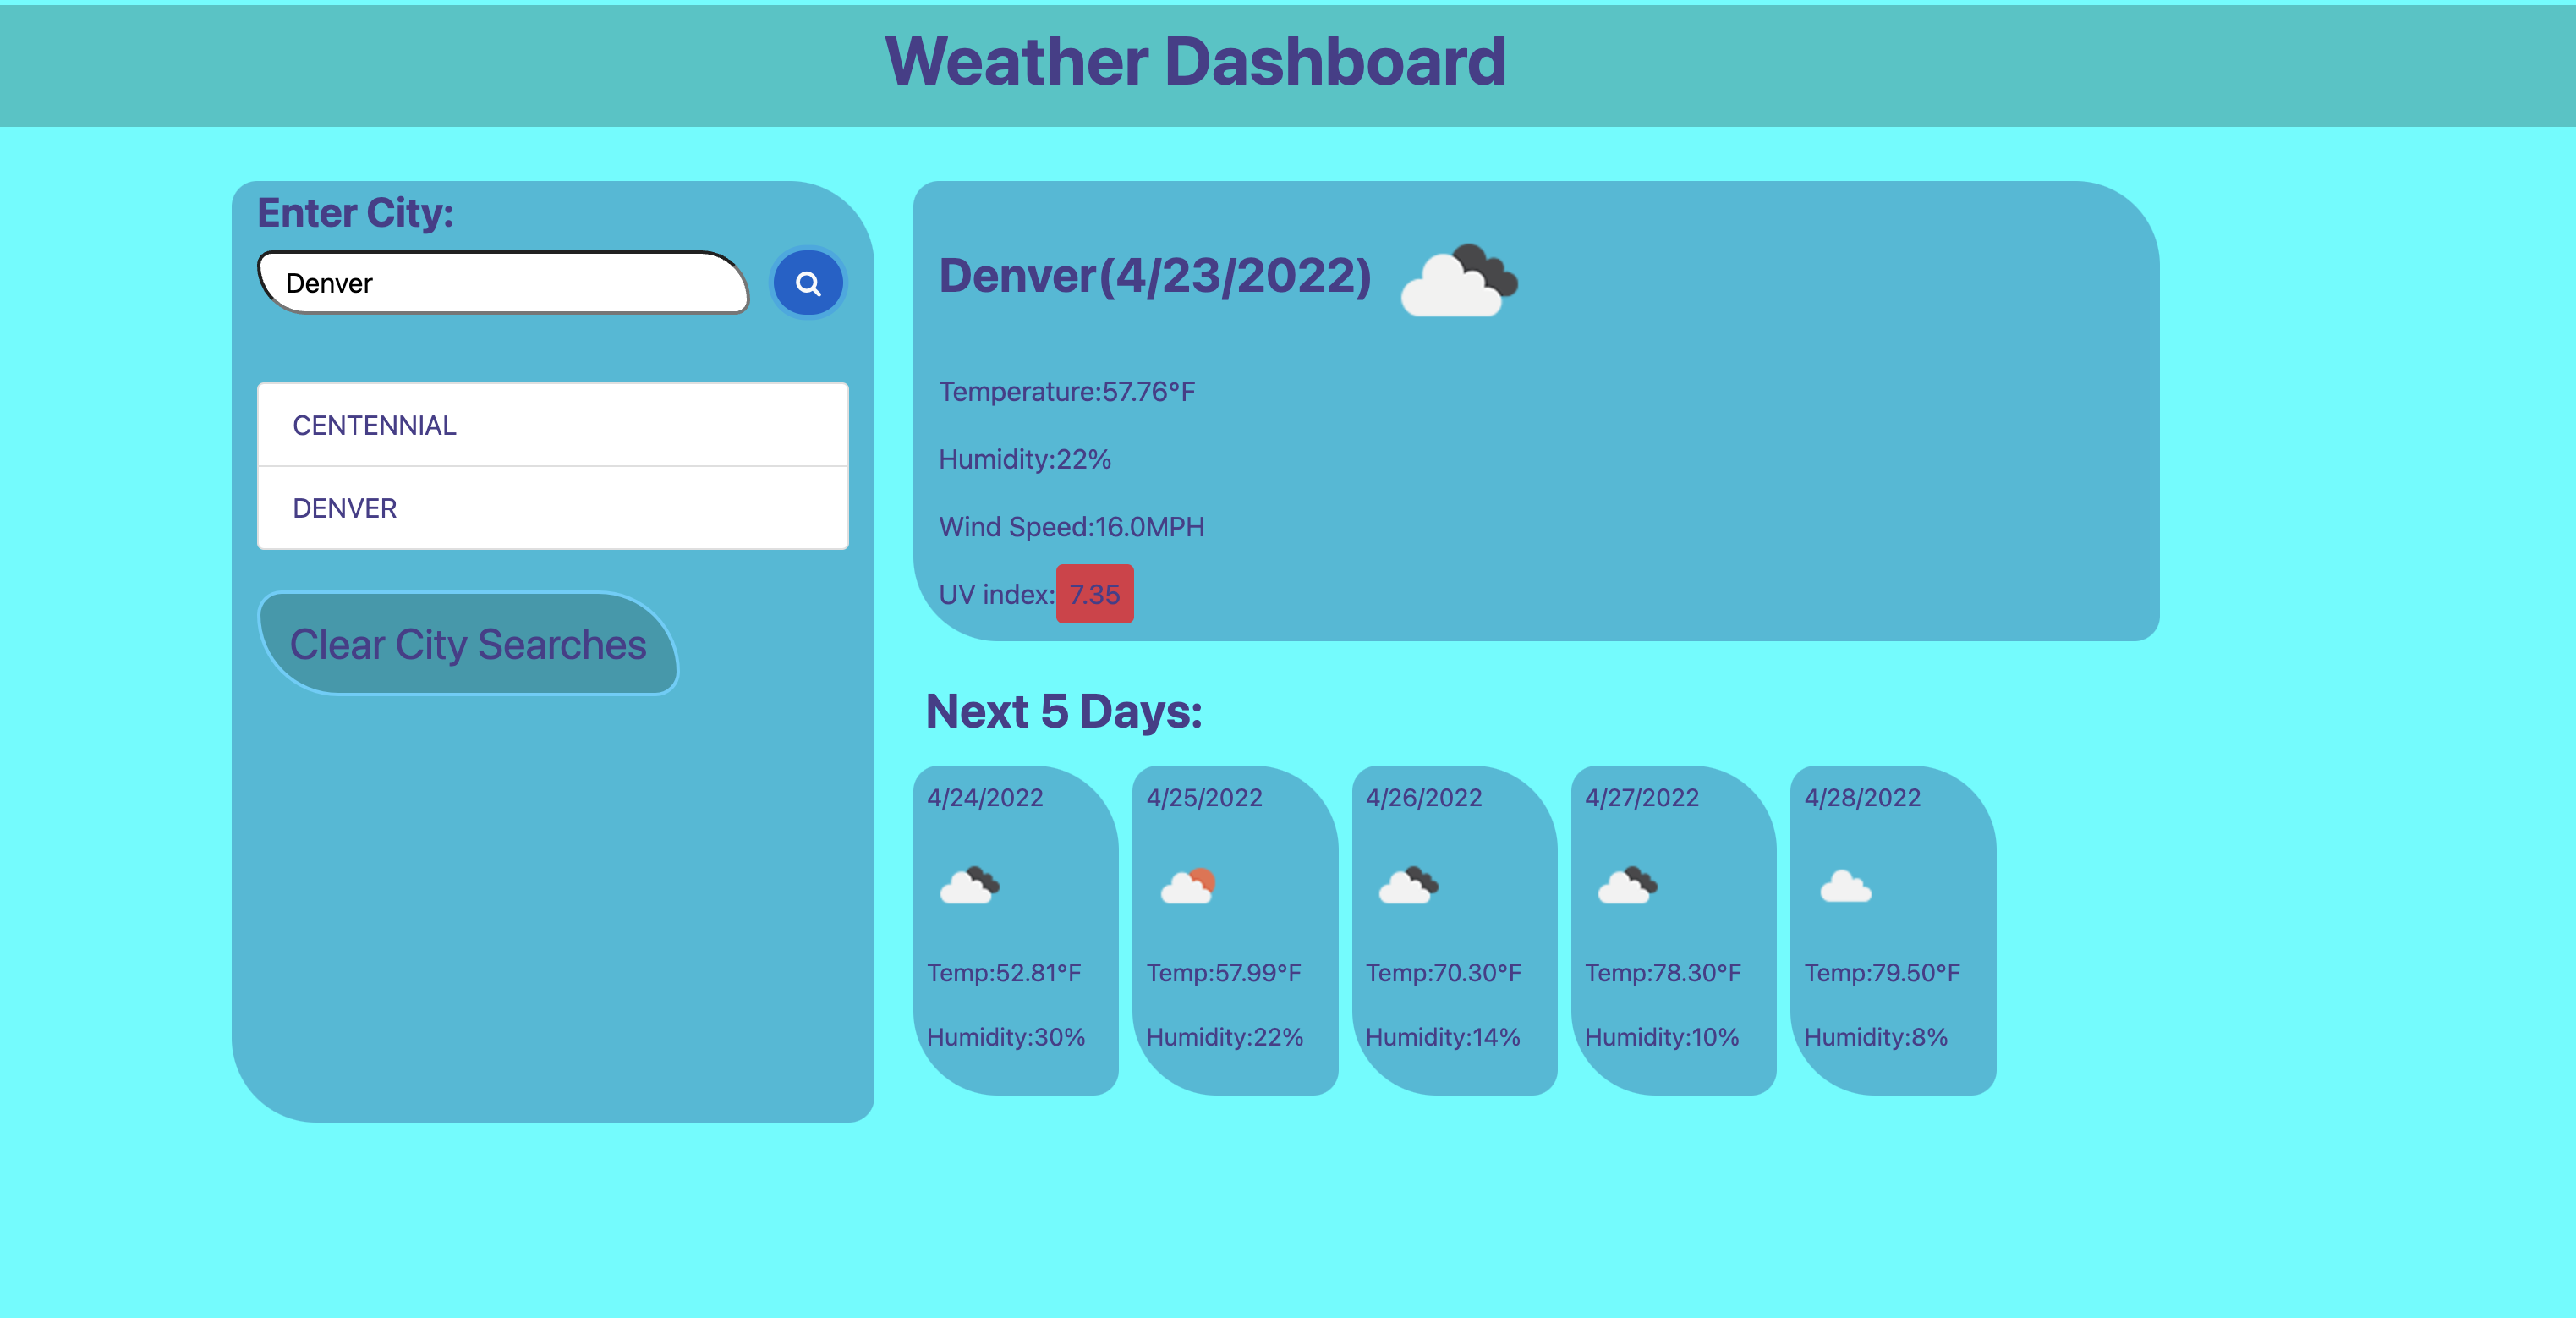 Weather Dashboard
Enter City:
Denver
CENTENNIAL
DENVER
Clear City Searches
Denver(4/23/2022)
Temperature:57.76°F
Humidity:22%
Wind Speed:16.0MPH
UV index: 7.35
Next 5 Days:
4/24/2022
Temp:52.81°F
Humidity:30%
4/25/2022
Temp:57.99°F
Humidity:22%
4/26/2022
Temp:70.30°F
Humidity:14%
4/27/2022
Temp:78.30°F
Humidity:10%
4/28/2022
Temp:79.50°F
Humidity:8%